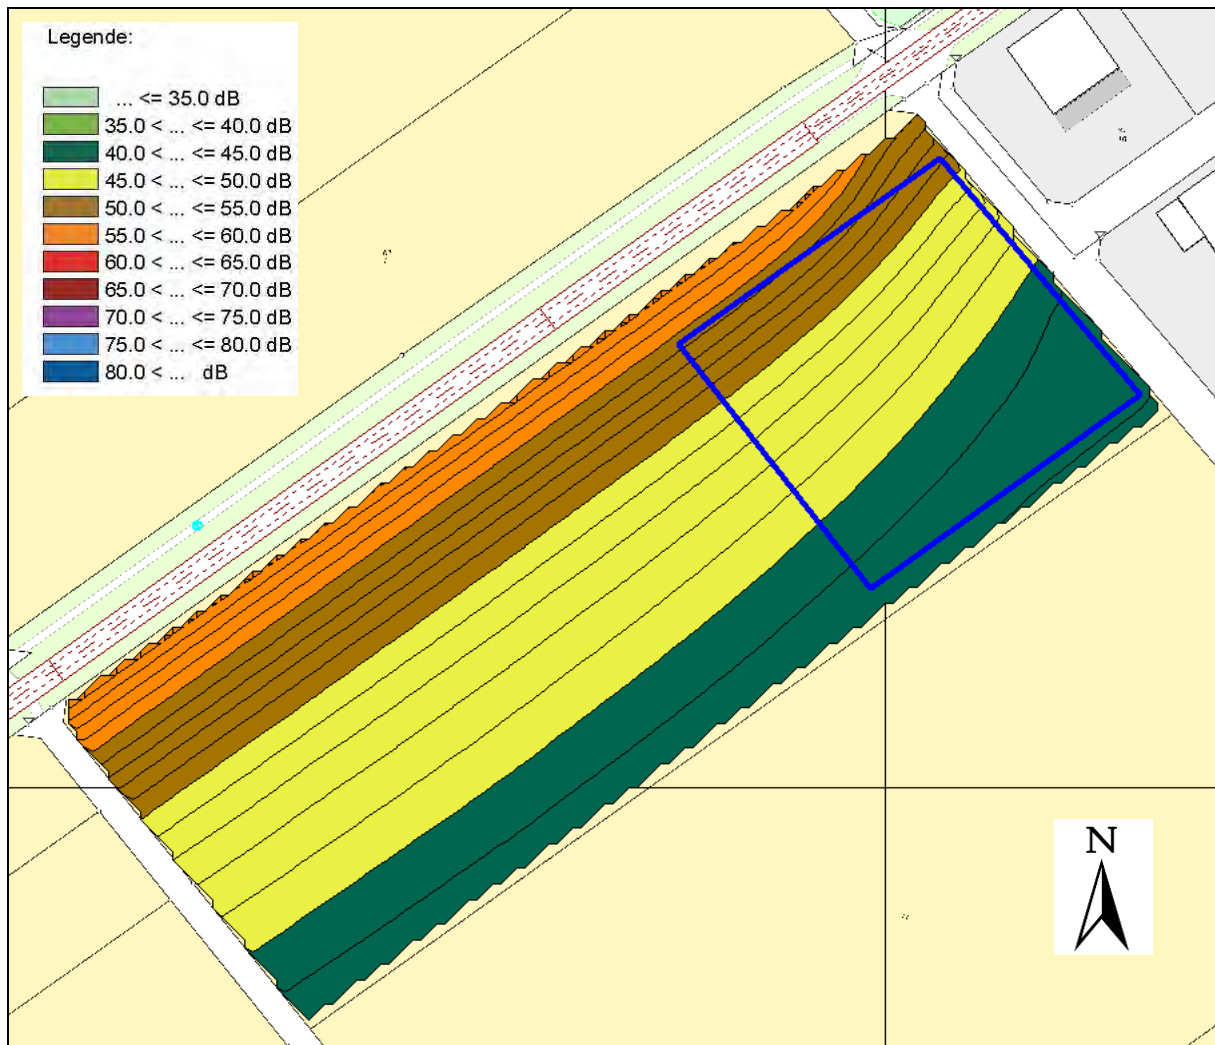 Legende:
... <= 35.0 dB
35.0 < ... <= 40.0 dB
40.0 < ... <= 45.0 dB
45.0 < ... <= 50.0 dB
50.0 < ... <= 55.0 dB
55.0 < ... <= 60.0 dB
60.0 < ... <= 65.0 dB
65.0 < ... <= 70.0 dB
70.0 < ... <= 75.0 dB
75.0 < ... <= 80.0 dB
80.0 < ... dB
N